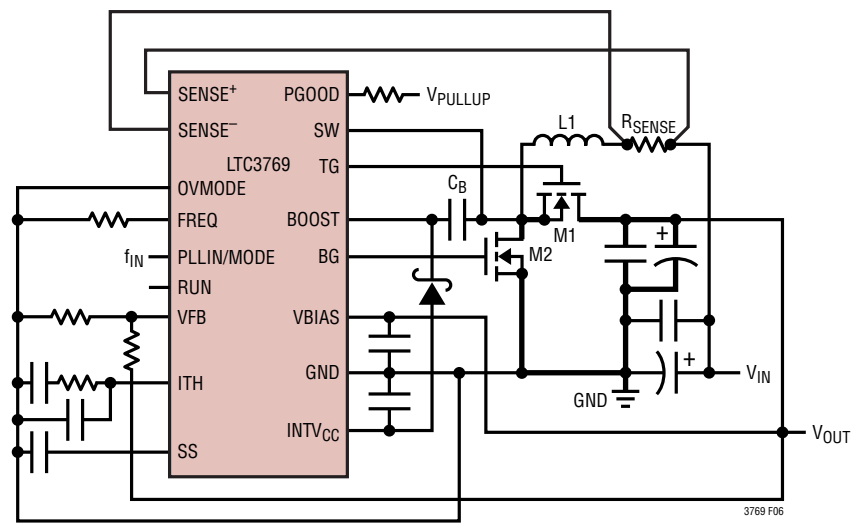 SENSE+
SENSE–
OVMODE
FREQ
fIN
PLLIN/MODE
RUN
VFB
ITH
SS
LTC3769
PGOOD
SW
TG
BOOST
BG
VBIAS
GND
INTVCC
VPULLUP
L1
RSENSE
CB
M1
M2
GND
VIN
VOUT
3769 F06